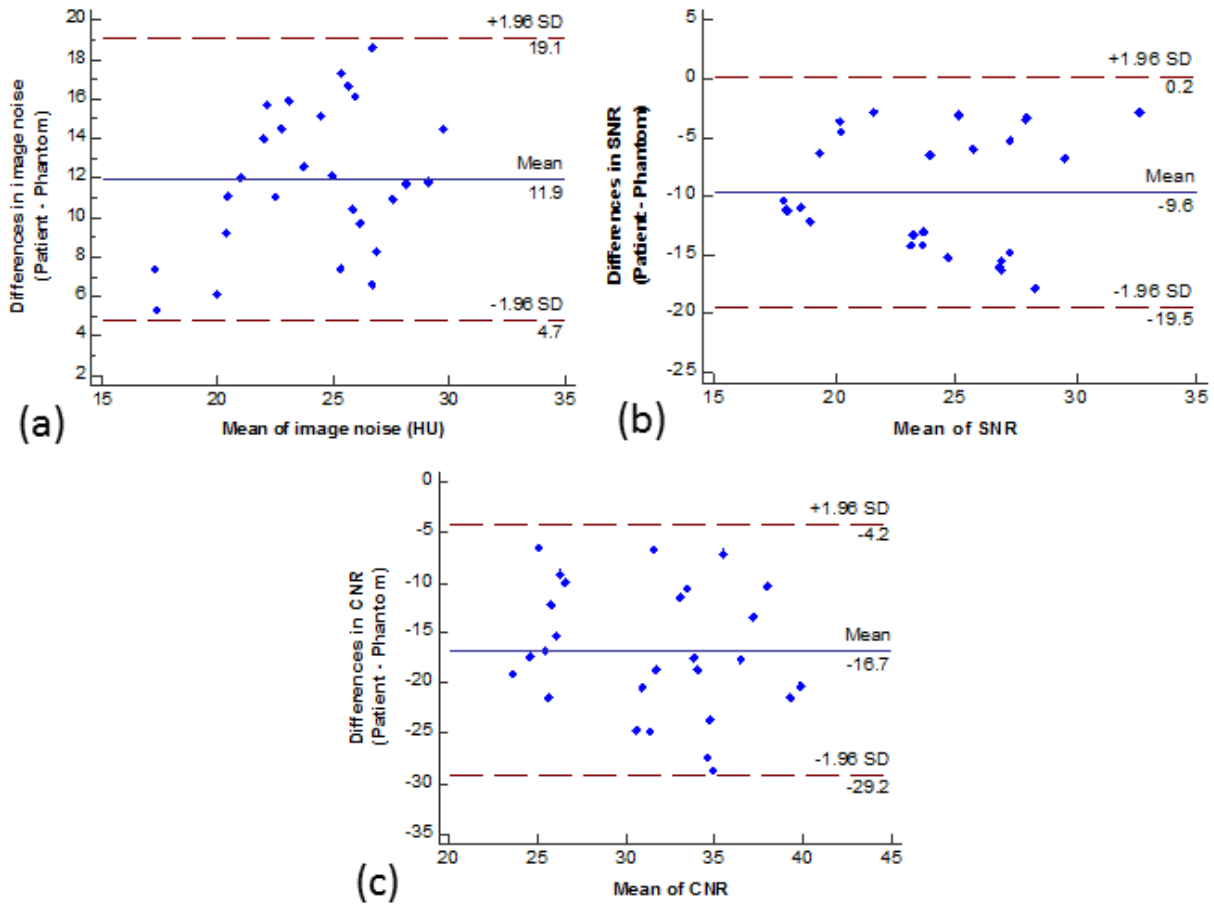 20
18
16
14
12
10
8
6
4
2
Differences in image noise
(Patient - Phantom)
+1.96 SD
19.1
Mean
11.9
-1.96 SD
4.7
15 20 25 30 35
Mean of image noise (HU)
(a)
5
0
-5
-10
-15
-20
-25
Differences in SNR
(Patient - Phantom)
+1.96 SD
0.2
Mean
-9.6
-1.96 SD
-19.5
15 20 25 30 35
Mean of SNR
(b)
0
-5
-10
-15
-20
-25
-30
-35
Differences in CNR
(Patient - Phantom)
+1.96 SD
-4.2
Mean
-16.7
-1.96 SD
-29.2
20 25 30 35 40 45
Mean of CNR
(c)